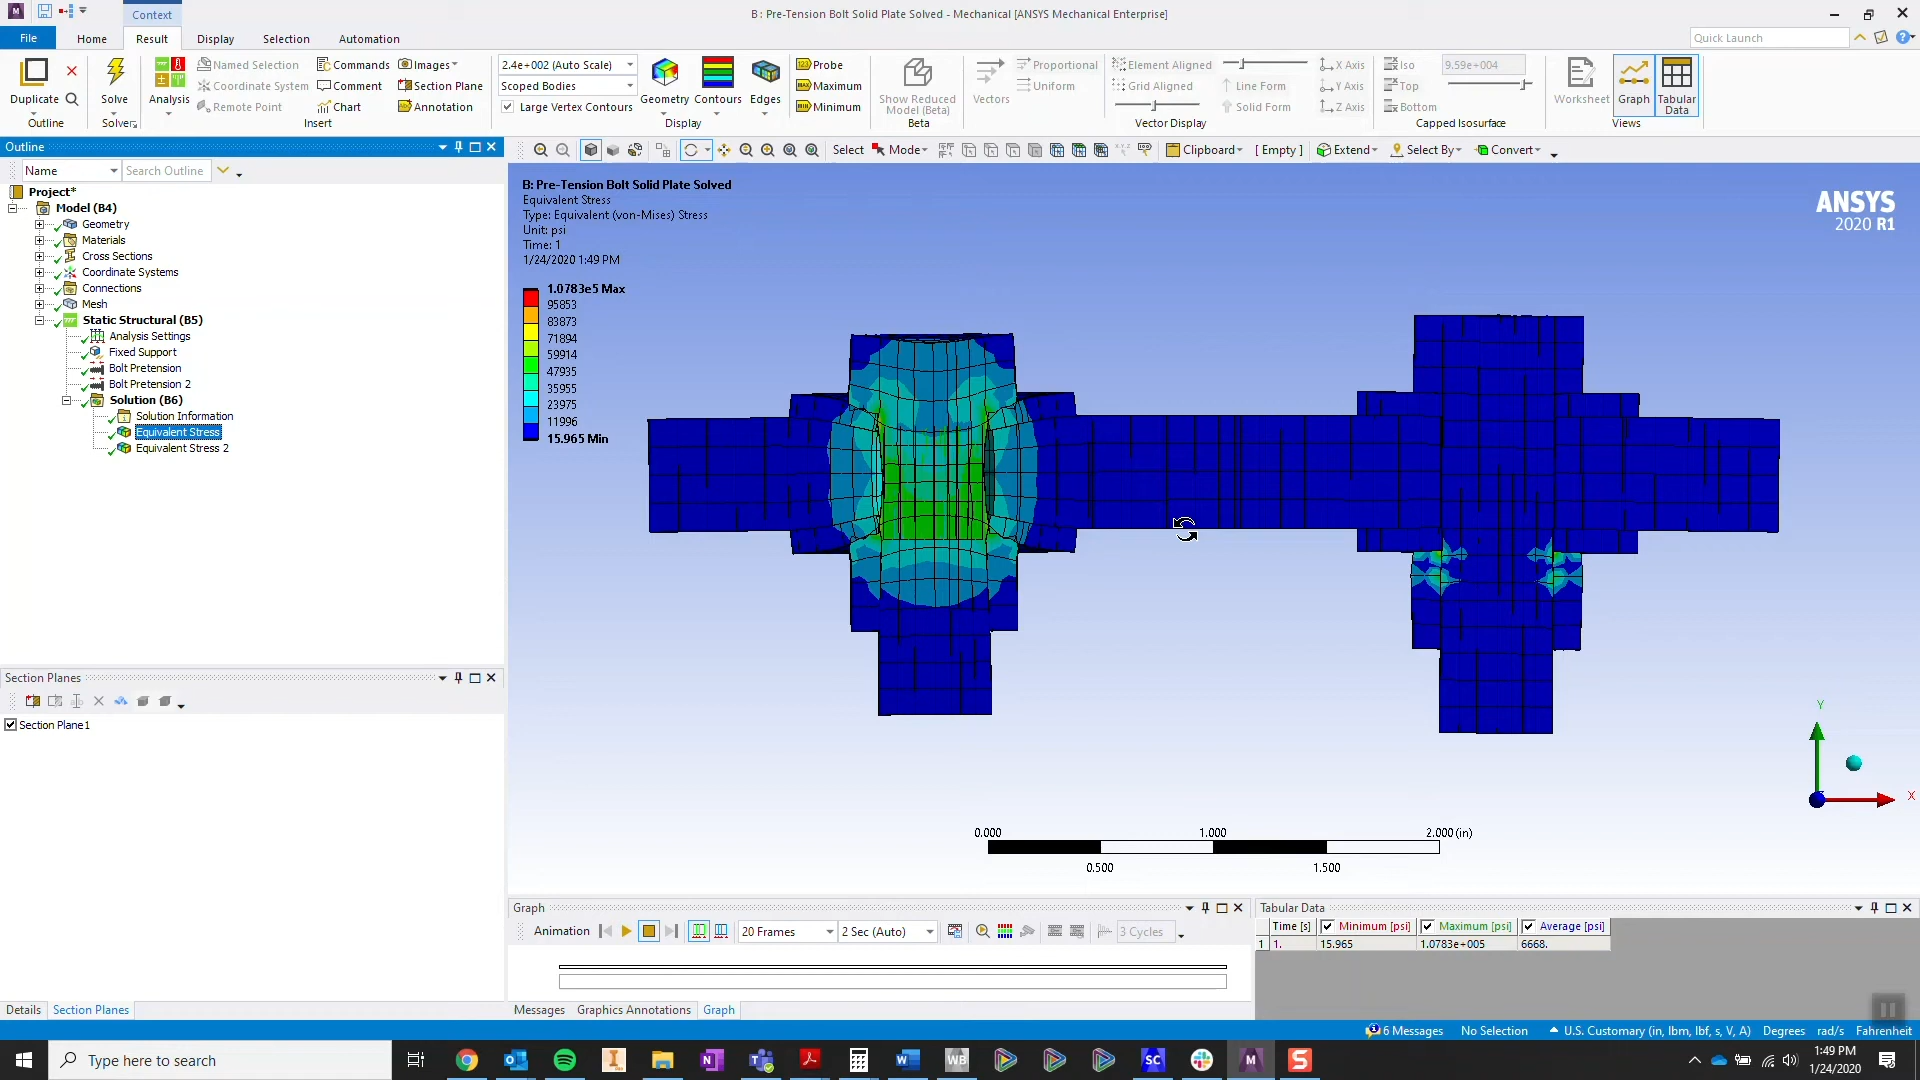 Context
B : Pre-Tension Bolt Solid Plate Solved - Mechanical [ANSYS Mechanical Enterprise]
File Home Result Display Selection Automation
Quick Launch
Duplicate
Outline
Solve
Solver
Analysis
Named Selection
Coordinate System
Remote Point
Commands
Comment
Chart
Images
Section Plane
Annotation
Insert
2.4e+002 (Auto Scale)
Scoped Bodies
Large Vertex Contours
Geometry Contours Edges
Display
Probe
Maximum
Minimum
Show Reduced
Model (Beta)
Beta
Vectors
Proportional
Uniform
Element Aligned
Grid Aligned
Line Form
Solid Form
X Axis
Y Axis
Z Axis
Vector Display
Iso
Top
Bottom
9.59e+004
Capped Isosurface
Worksheet Graph Tabular
Data
Views
Outline
Name Search Outline
Select Mode Clipboard [ Empty ] Extend Select By Convert
Project*
Model (B4)
Geometry
Materials
Cross Sections
Coordinate Systems
Connections
Mesh
Static Structural (B5)
Analysis Settings
Fixed Support
Bolt Pretension
Bolt Pretension 2
Solution (B6)
Solution Information
Equivalent Stress
Equivalent Stress 2
B: Pre-Tension Bolt Solid Plate Solved
Equivalent Stress
Type: Equivalent (von-Mises) Stress
Unit: psi
Time: 1
1/24/2020 1:49 PM
1.0783e5 Max
95853
83873
71894
59914
47935
35955
23975
11996
15.965 Min
ANSYS
2020 R1
Y
X
0.000 1.000 2.000 (in)
0.500 1.500
Section Planes
Section Plane1
Details Section Planes
Graph
Animation 20 Frames 2 Sec (Auto) 3 Cycles
Messages Graphics Annotations Graph
Tabular Data
Time [s] Minimum [psi] Maximum [psi] Average [psi]
1 1. 15.965 1.0783e+005 6668.
6 Messages No Selection U.S. Customary (in, lbm, lbf, s, V, A) Degrees rad/s Fahrenheit
Type here to search
1:49 PM
1/24/2020